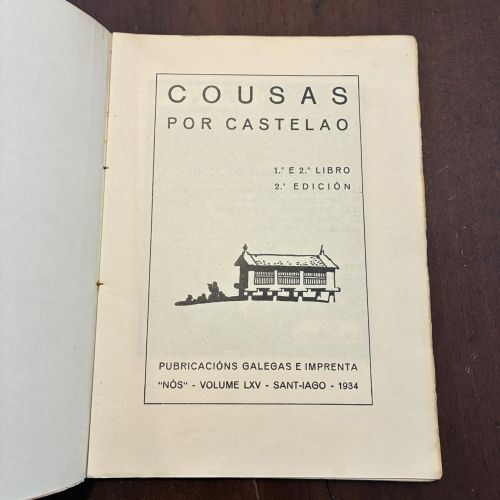 COUSAS
POR CASTELAO
1.º E 2.º LIBRO
2.ª EDICIÓN
PUBRICACIÓNS GALEGAS E IMPRENTA
"NÓS" - VOLUME LXV - SANT-IAGO - 1934